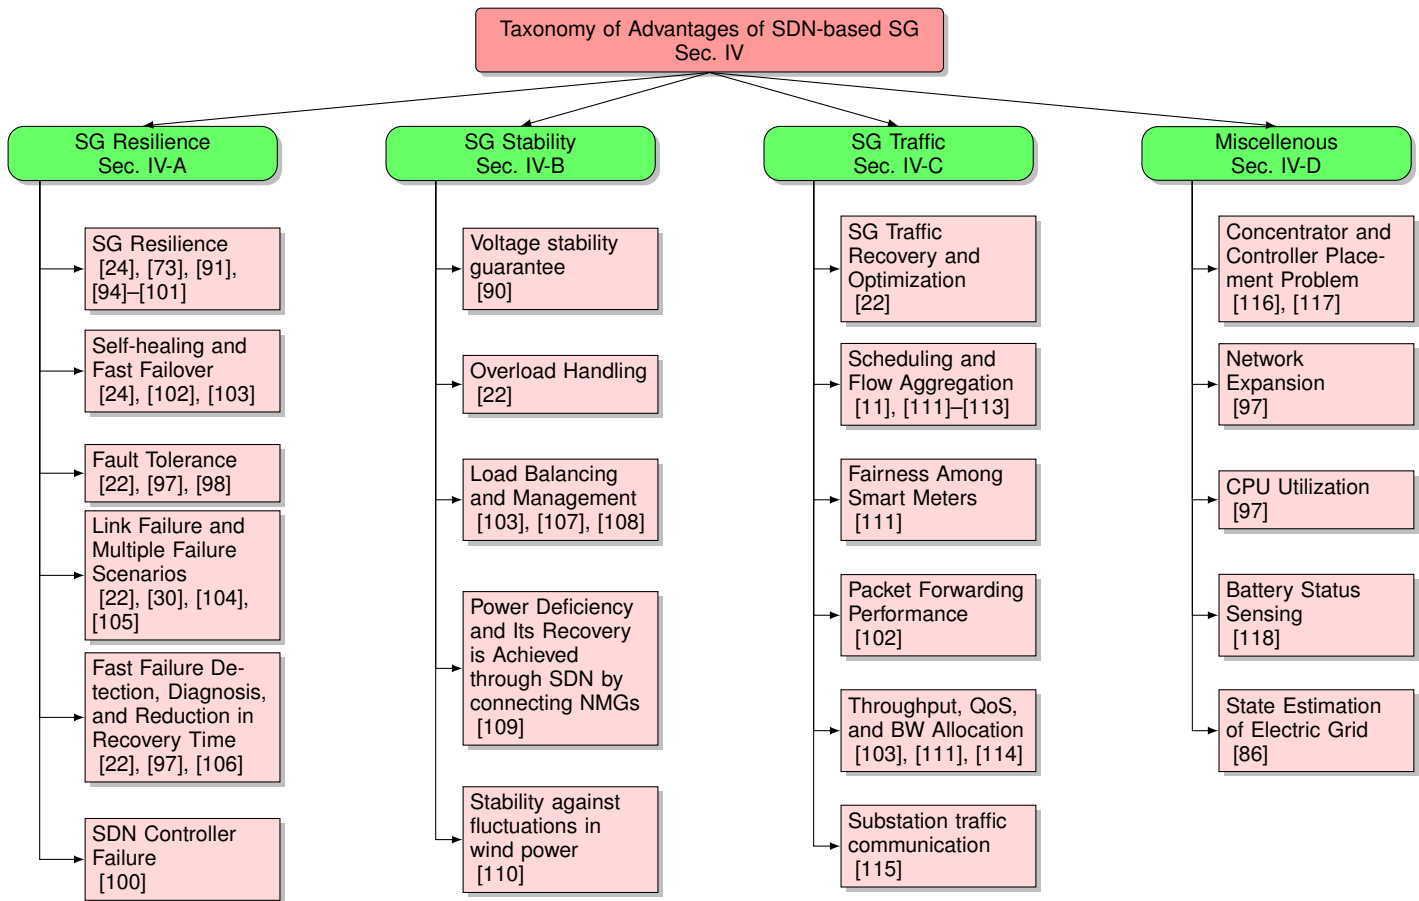 Taxonomy of Advantages of SDN-based SG
Sec. IV
SG Resilience
Sec. IV-A
SG Resilience
[24], [73], [91],
[94]–[101]
Self-healing and
Fast Failover
[24], [102], [103]
Fault Tolerance
[22], [97], [98]
Link Failure and
Multiple Failure
Scenarios
[22], [30], [104],
[105]
Fast Failure De-
tection, Diagnosis,
and Reduction in
Recovery Time
[22], [97], [106]
SDN Controller
Failure
[100]
SG Stability
Sec. IV-B
Voltage stability
guarantee
[90]
Overload Handling
[22]
Load Balancing
and Management
[103], [107], [108]
Power Deficiency
and Its Recovery
is Achieved
through SDN by
connecting NMGs
[109]
Stability against
fluctuations in
wind power
[110]
SG Traffic
Sec. IV-C
SG Traffic
Recovery and
Optimization
[22]
Scheduling and
Flow Aggregation
[11], [111]–[113]
Fairness Among
Smart Meters
[111]
Packet Forwarding
Performance
[102]
Throughput, QoS,
and BW Allocation
[103], [111], [114]
Substation traffic
communication
[115]
Miscellenous
Sec. IV-D
Concentrator and
Controller Place-
ment Problem
[116], [117]
Network
Expansion
[97]
CPU Utilization
[97]
Battery Status
Sensing
[118]
State Estimation
of Electric Grid
[86]